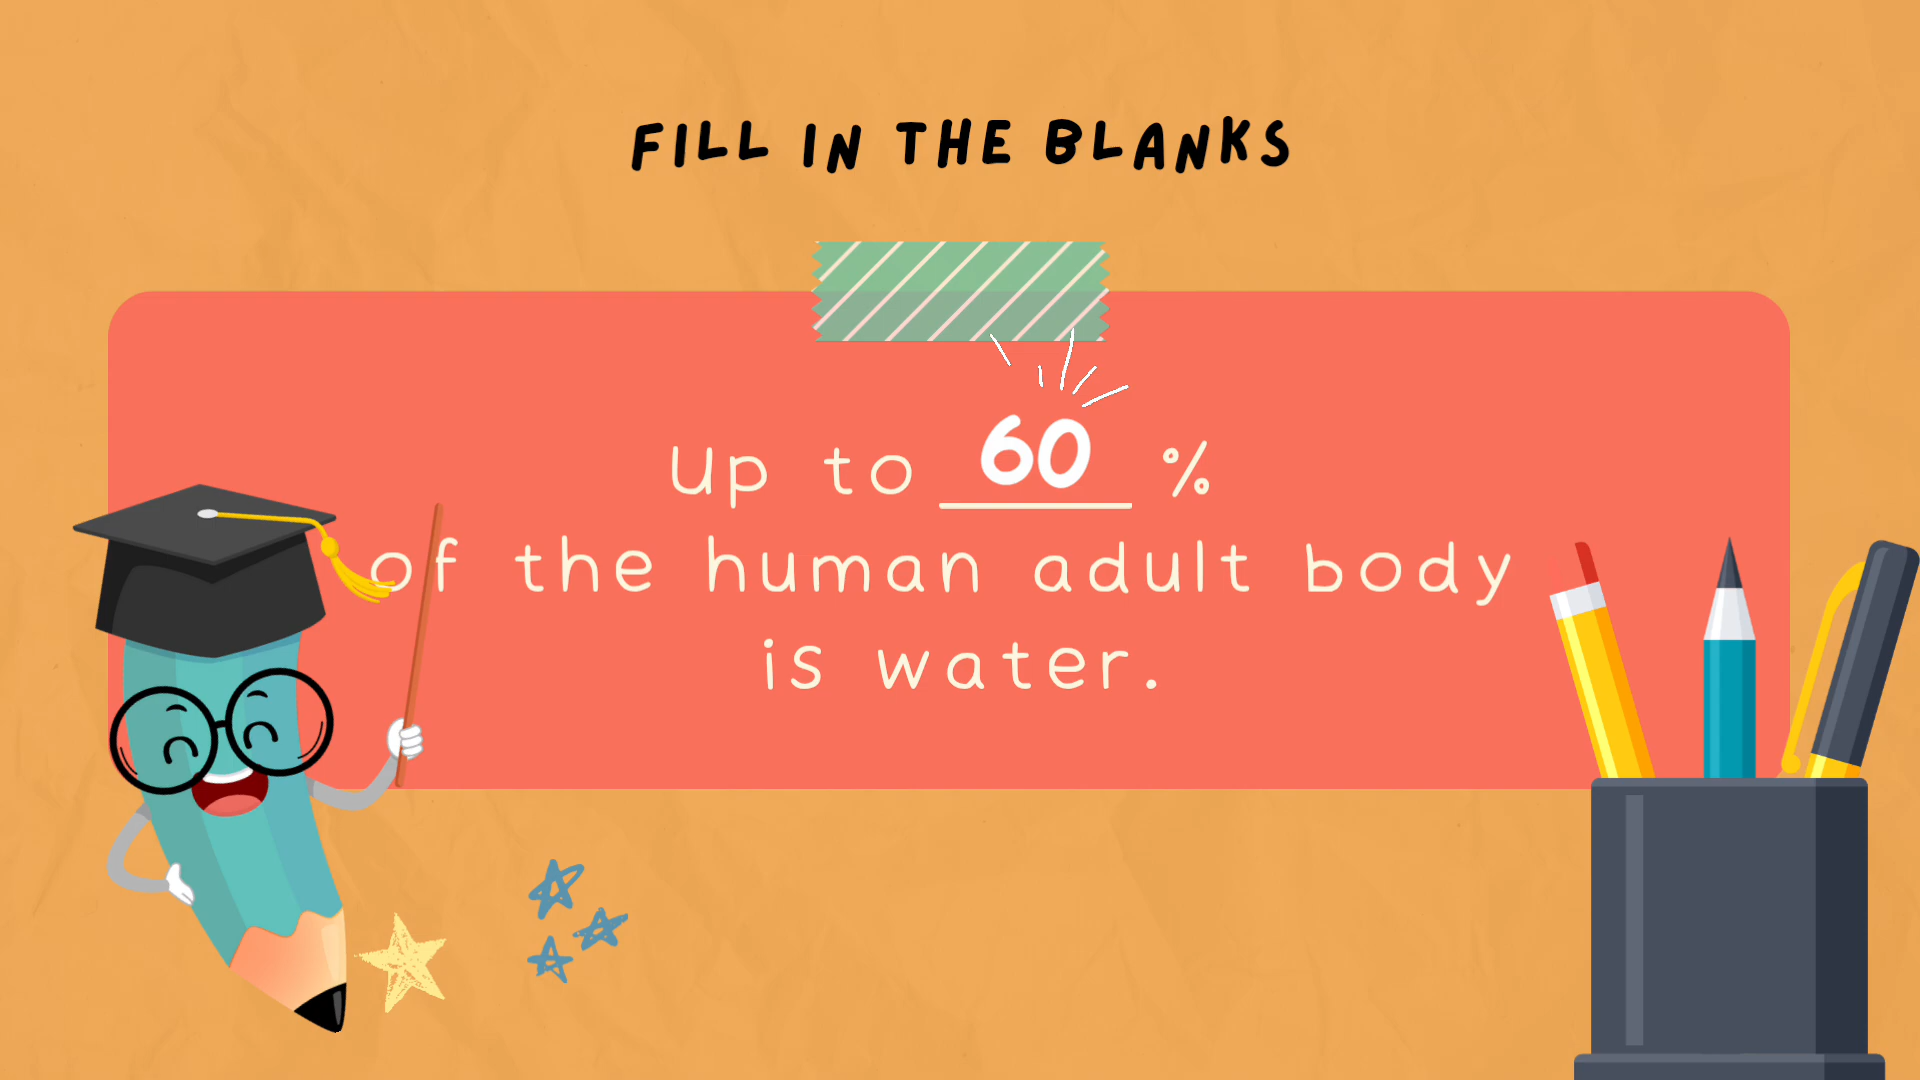 FILL IN THE BLANKS
Up to 60 %
of the human adult body
is water.